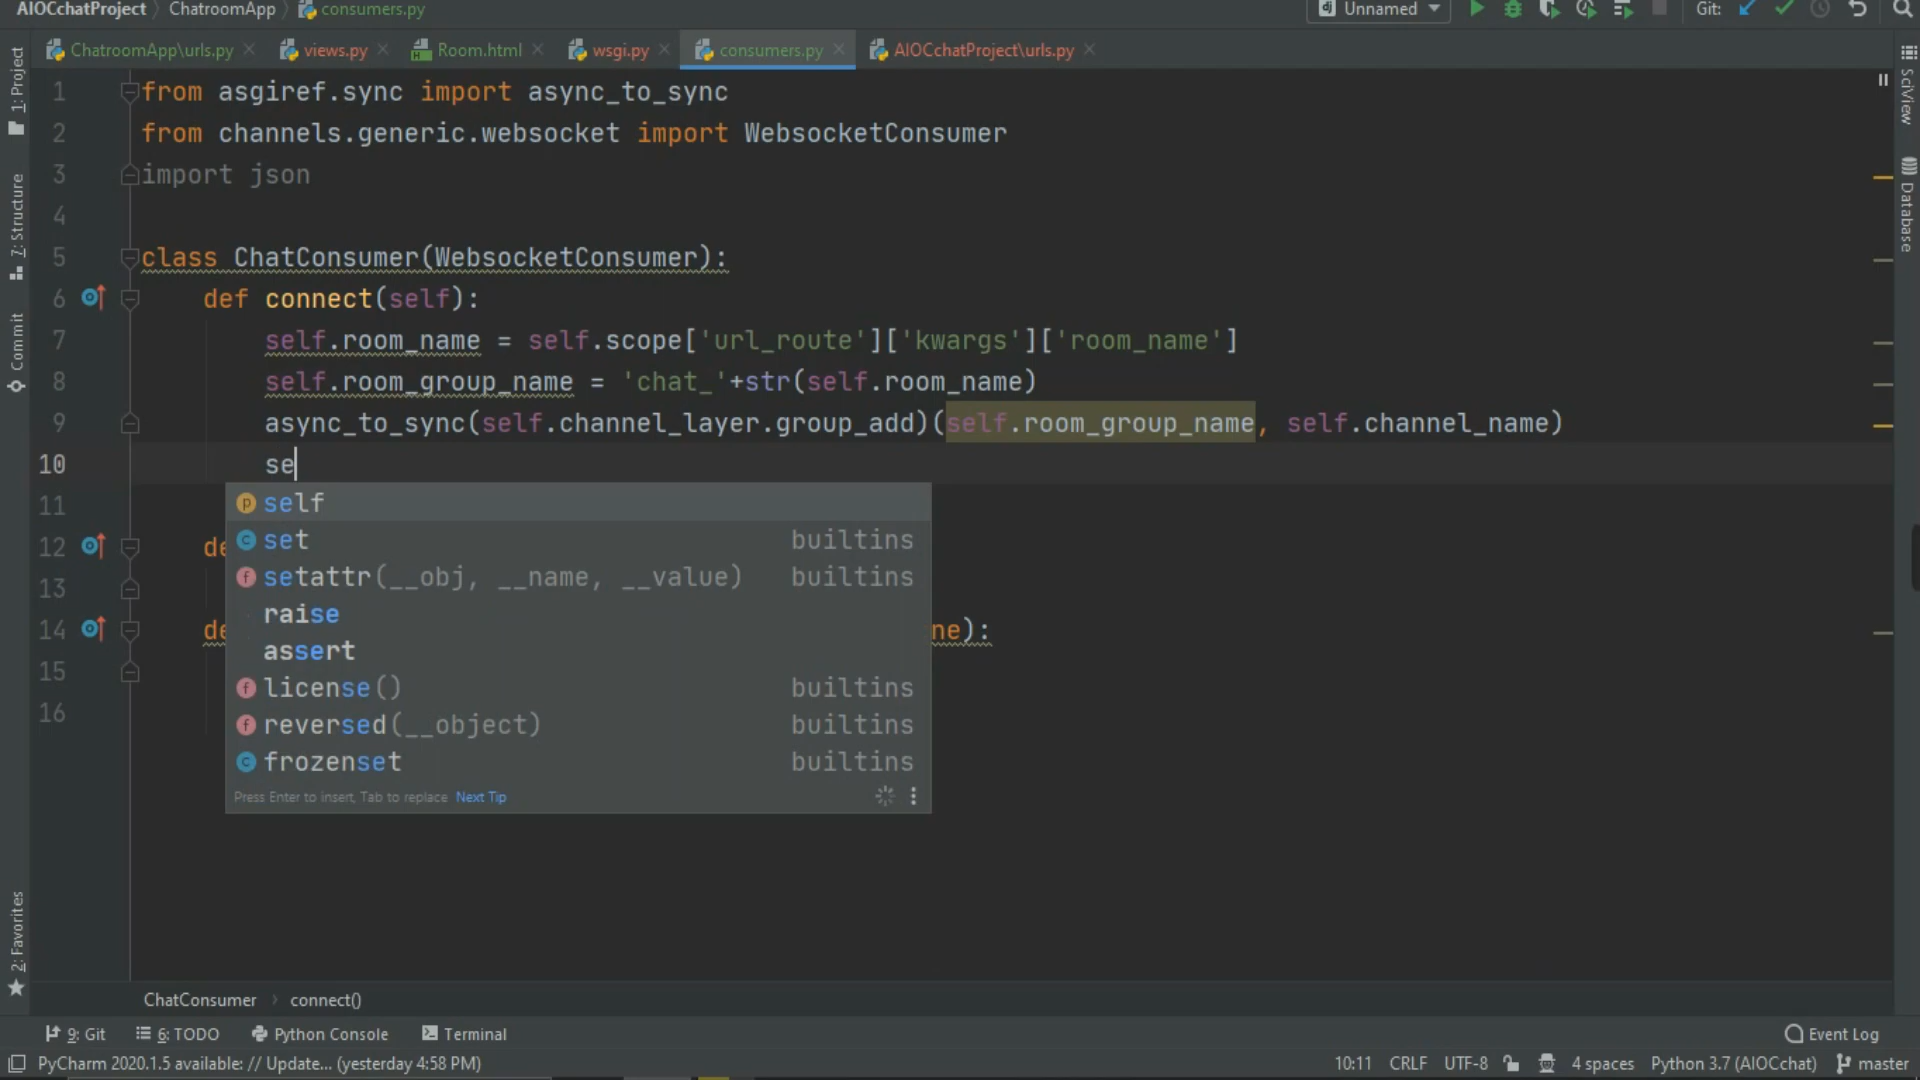 AIOCchatProject ChatroomApp consumers.py Unnamed Git:
ChatroomApp\urls.py views.py Room.html wsgi.py consumers.py AIOCchatProject\urls.py
1 from asgiref.sync import async_to_sync
2 from channels.generic.websocket import WebsocketConsumer
3 import json
4
5 class ChatConsumer(WebsocketConsumer):
6 def connect(self):
7 self.room_name = self.scope['url_route']['kwargs']['room_name']
8 self.room_group_name = 'chat_'+str(self.room_name)
9 async_to_sync(self.channel_layer.group_add)(self.room_group_name, self.channel_name)
10 se
11
12 de
13
14 de ne):
15
16
self
set builtins
setattr(__obj, __name, __value) builtins
raise
assert
license() builtins
reversed(__object) builtins
frozenset builtins
Press Enter to insert, Tab to replace Next Tip
1: Project
7: Structure
Commit
2: Favorites
SciView
Database
ChatConsumer connect()
9: Git 6: TODO Python Console Terminal Event Log
PyCharm 2020.1.5 available: // Update... (yesterday 4:58 PM) 10:11 CRLF UTF-8 4 spaces Python 3.7 (AIOCchat) master